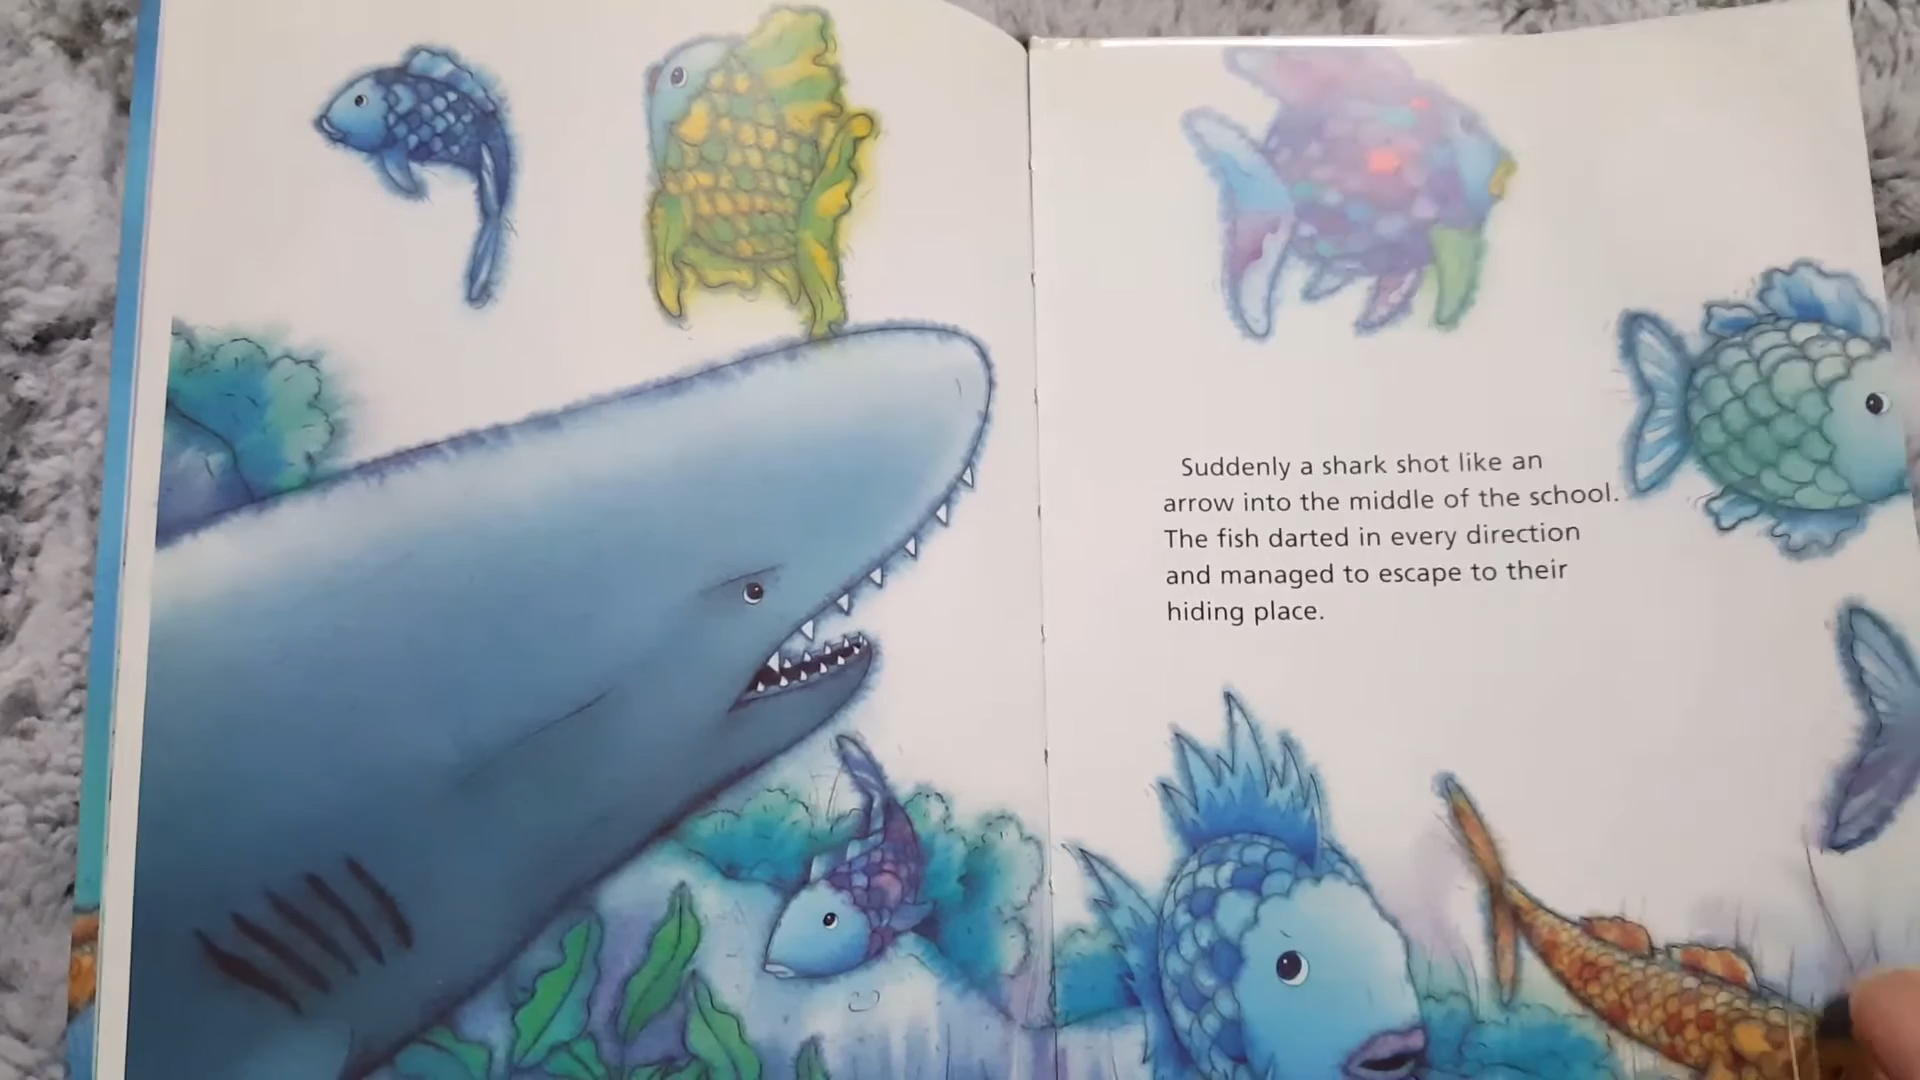 Suddenly a shark shot like an
arrow into the middle of the school.
The fish darted in every direction
and managed to escape to their
hiding place.